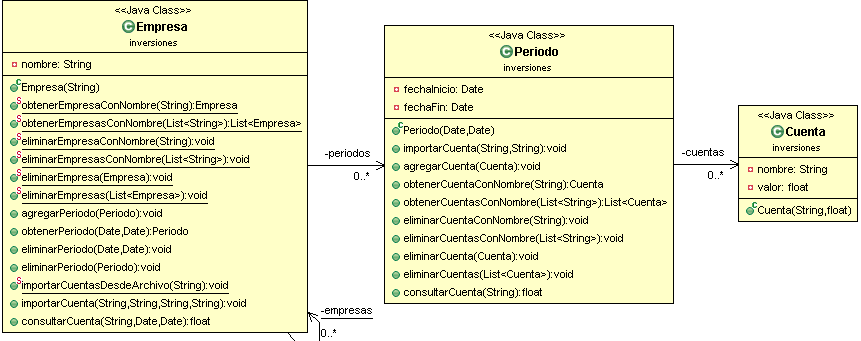 <<Java Class>>
Empresa
inversiones
nombre: String
Empresa(String)
obtenerEmpresaConNombre(String):Empresa
obtenerEmpresasConNombre(List<String>):List<Empresa>
eliminarEmpresaConNombre(String):void
eliminarEmpresasConNombre(List<String>):void
eliminarEmpresa(Empresa):void
eliminarEmpresas(List<Empresa>):void
agregarPeriodo(Periodo):void
obtenerPeriodo(Date,Date):Periodo
eliminarPeriodo(Date,Date):void
eliminarPeriodo(Periodo):void
importarCuentasDesdeArchivo(String):void
importarCuenta(String,String,String,String):void
consultarCuenta(String,Date,Date):float
-periodos
0..*
-empresas
0..*
<<Java Class>>
Periodo
inversiones
fechaInicio: Date
fechaFin: Date
Periodo(Date,Date)
importarCuenta(String,String):void
agregarCuenta(Cuenta):void
obtenerCuentaConNombre(String):Cuenta
obtenerCuentasConNombre(List<String>):List<Cuenta>
eliminarCuentaConNombre(String):void
eliminarCuentasConNombre(List<String>):void
eliminarCuenta(Cuenta):void
eliminarCuentas(List<Cuenta>):void
consultarCuenta(String):float
-cuentas
0..*
<<Java Class>>
Cuenta
inversiones
nombre: String
valor: float
Cuenta(String,float)